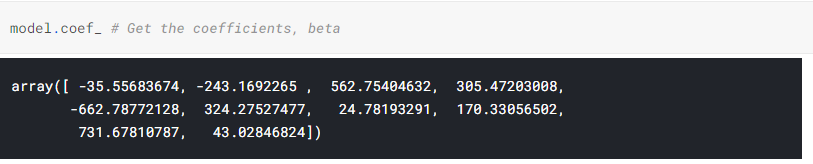 model.coef_ # Get the coefficients, beta
array([ -35.55683674, -243.1692265 ,  562.75404632,  305.47203008,
       -662.78772128,  324.27527477,   24.78193291,  170.33056502,
        731.67810787,   43.02846824])